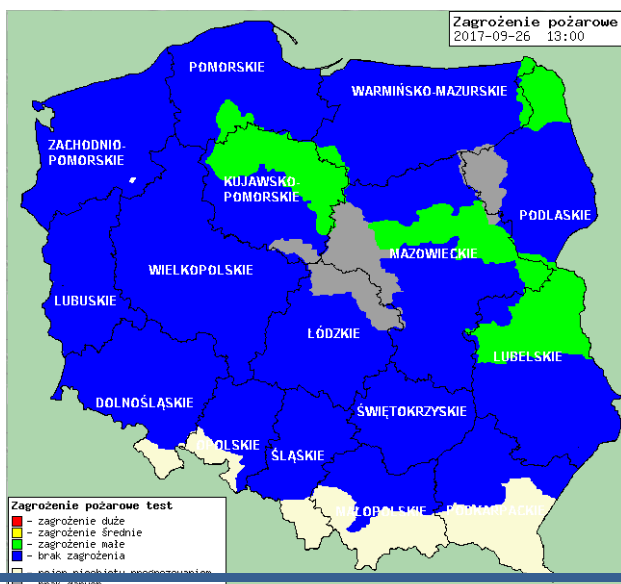 Zagrożenie pożarowe
2017-09-26 13:00
POMORSKIE
WARMIŃSKO-MAZURSKIE
ZACHODNIO-
POMORSKIE
KUJAWSKO-
POMORSKIE
PODLASKIE
MAZOWIECKIE
WIELKOPOLSKIE
LUBUSKIE
ŁÓDZKIE
LUBELSKIE
DOLNOŚLĄSKIE
ŚWIĘTOKRZYSKIE
OPOLSKIE
ŚLĄSKIE
MAŁOPOLSKIE
PODKARPACKIE
Zagrożenie pożarowe test
- zagrożenie duże
- zagrożenie średnie
- zagrożenie małe
- brak zagrożenia